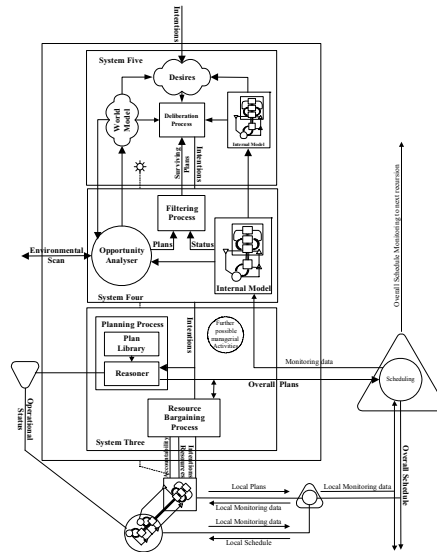 Intentions
System Five
Desires
World
Model
Deliberation
Process
Internal Model
Surviving
Plans
Intentions
Filtering
Process
Environmental
Scan
Opportunity
Analyser
Plans
Status
Internal Model
System Four
Overall Schedule Monitoring to next recursion
Planning Process
Plan
Library
Reasoner
Intentions
Further
possible
managerial
Activities
Monitoring data
Scheduling
Overall Plans
Resource
Bargaining
Process
System Three
Operational
Status
Accountability
Resources
Intentions
Overall
Schedule
Local Plans
Local Monitoring data
Local Monitoring data
Local Monitoring data
Local Schedule